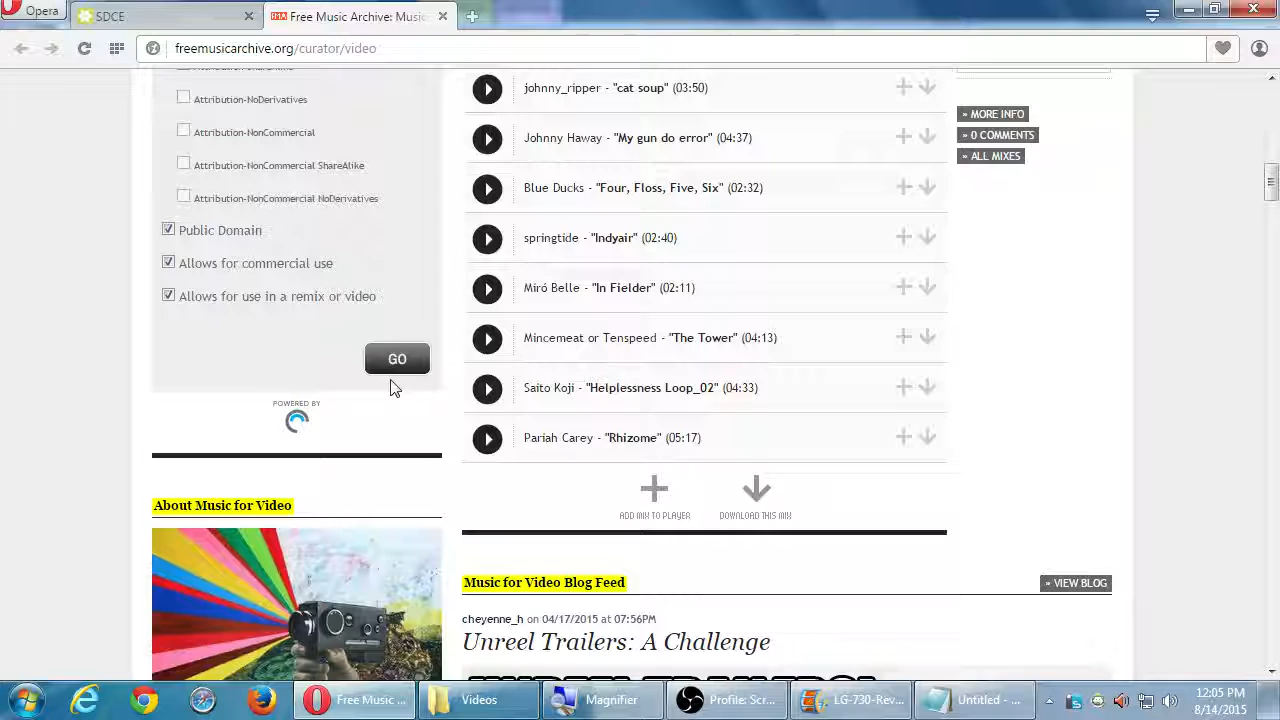 Opera
SDCE
Free Music Archive: Music
freemusicarchive.org/curator/video
Attribution-NoDerivatives
Attribution-NonCommercial
Attribution-NonCommercial ShareAlike
Attribution-NonCommercial NoDerivatives
Public Domain
Allows for commercial use
Allows for use in a remix or video
GO
POWERED BY
About Music for Video
johnny_ripper - "cat soup" (03:50)
Johnny Haway - "My gun do error" (04:37)
Blue Ducks - "Four, Floss, Five, Six" (02:32)
springtide - "Indyair" (02:40)
Miró Belle - "In Fielder" (02:11)
Mincemeat or Tenspeed - "The Tower" (04:13)
Saito Koji - "Helplessness Loop_02" (04:33)
Pariah Carey - "Rhizome" (05:17)
ADD MIX TO PLAYER
DOWNLOAD THIS MIX
» MORE INFO
» 0 COMMENTS
» ALL MIXES
Music for Video Blog Feed
» VIEW BLOG
cheyenne_h on 04/17/2015 at 07:56PM
Unreel Trailers: A Challenge
Free Music ...
Videos
Magnifier
Profile: Scr...
LG-730-Rev...
Untitled - ...
12:05 PM
8/14/2015